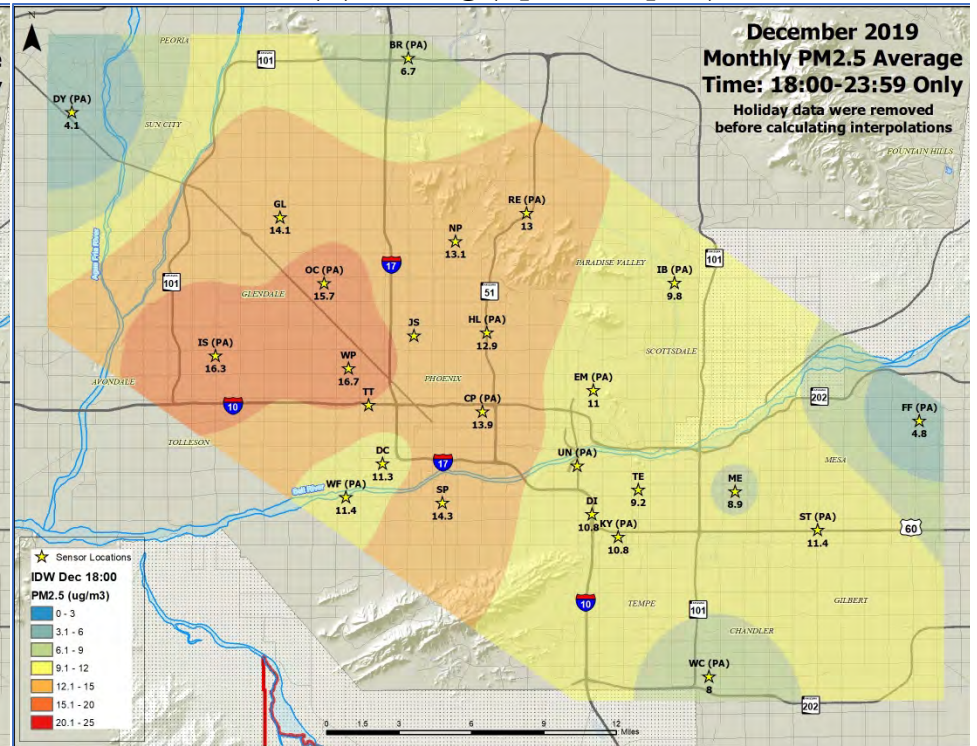 December 2019
Monthly PM2.5 Average
Time: 18:00-23:59 Only
Holiday data were removed
before calculating interpolations
N
PEORIA
101
BR (PA)
6.7
DY (PA)
4.1
SUN CITY
FOUNTAIN HILLS
Agua Fria River
GL
14.1
RE (PA)
13
NP
13.1
17
101
PARADISE VALLEY
OC (PA)
15.7
GLENDALE
101
51
IB (PA)
9.8
JS
HL (PA)
12.9
IS (PA)
16.3
WP
16.7
SCOTTSDALE
AVONDALE
PHOENIX
EM (PA)
11
202
TT
10
CP (PA)
13.9
FF (PA)
4.8
TOLLESON
DC
11.3
17
UN (PA)
MESA
WF (PA)
11.4
Salt River
SP
14.3
TE
9.2
ME
8.9
DI
10.8
KY (PA)
10.8
ST (PA)
11.4
60
10
TEMPE
101
GILBERT
CHANDLER
WC (PA)
8
202
Sensor Locations
IDW Dec 18:00
PM2.5 (ug/m3)
0 - 3
3.1 - 6
6.1 - 9
9.1 - 12
12.1 - 15
15.1 - 20
20.1 - 25
0 1.5 3 6 9 12
Miles